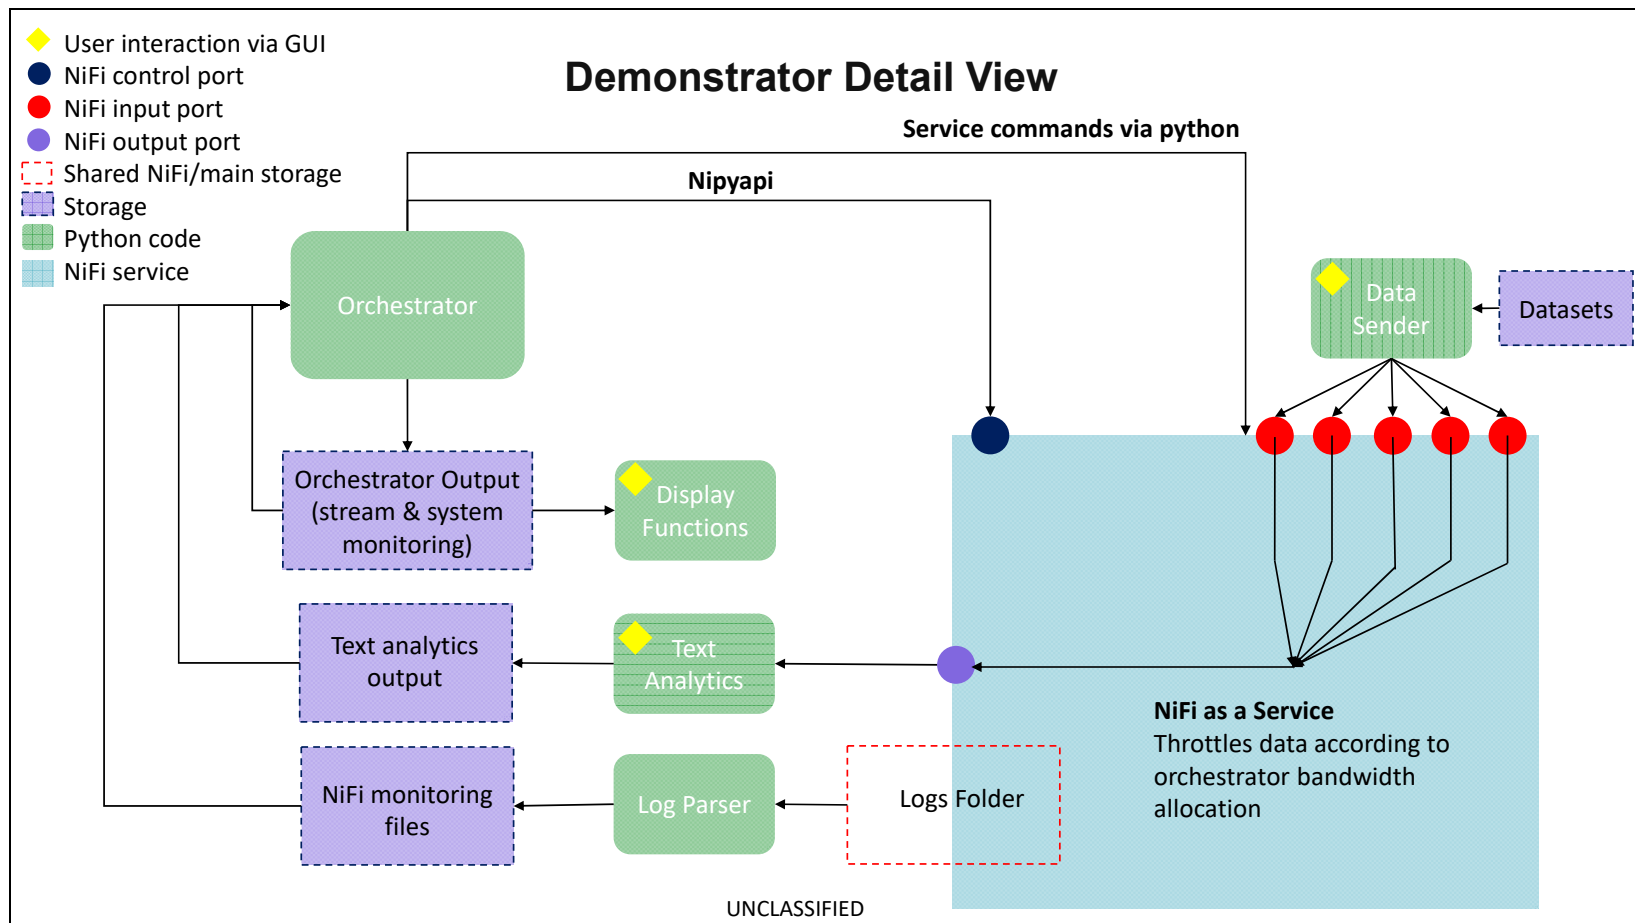 User interaction via GUI
NiFi control port
NiFi input port
NiFi output port
Shared NiFi/main storage
Storage
Python code
NiFi service
Demonstrator Detail View
Service commands via python
Nipyapi
Orchestrator
Data
Sender
Datasets
Orchestrator Output
(stream & system
monitoring)
Display
Functions
Text analytics
output
Text
Analytics
NiFi as a Service
Throttles data according to
orchestrator bandwidth
allocation
NiFi monitoring
files
Log Parser
Logs Folder
UNCLASSIFIED